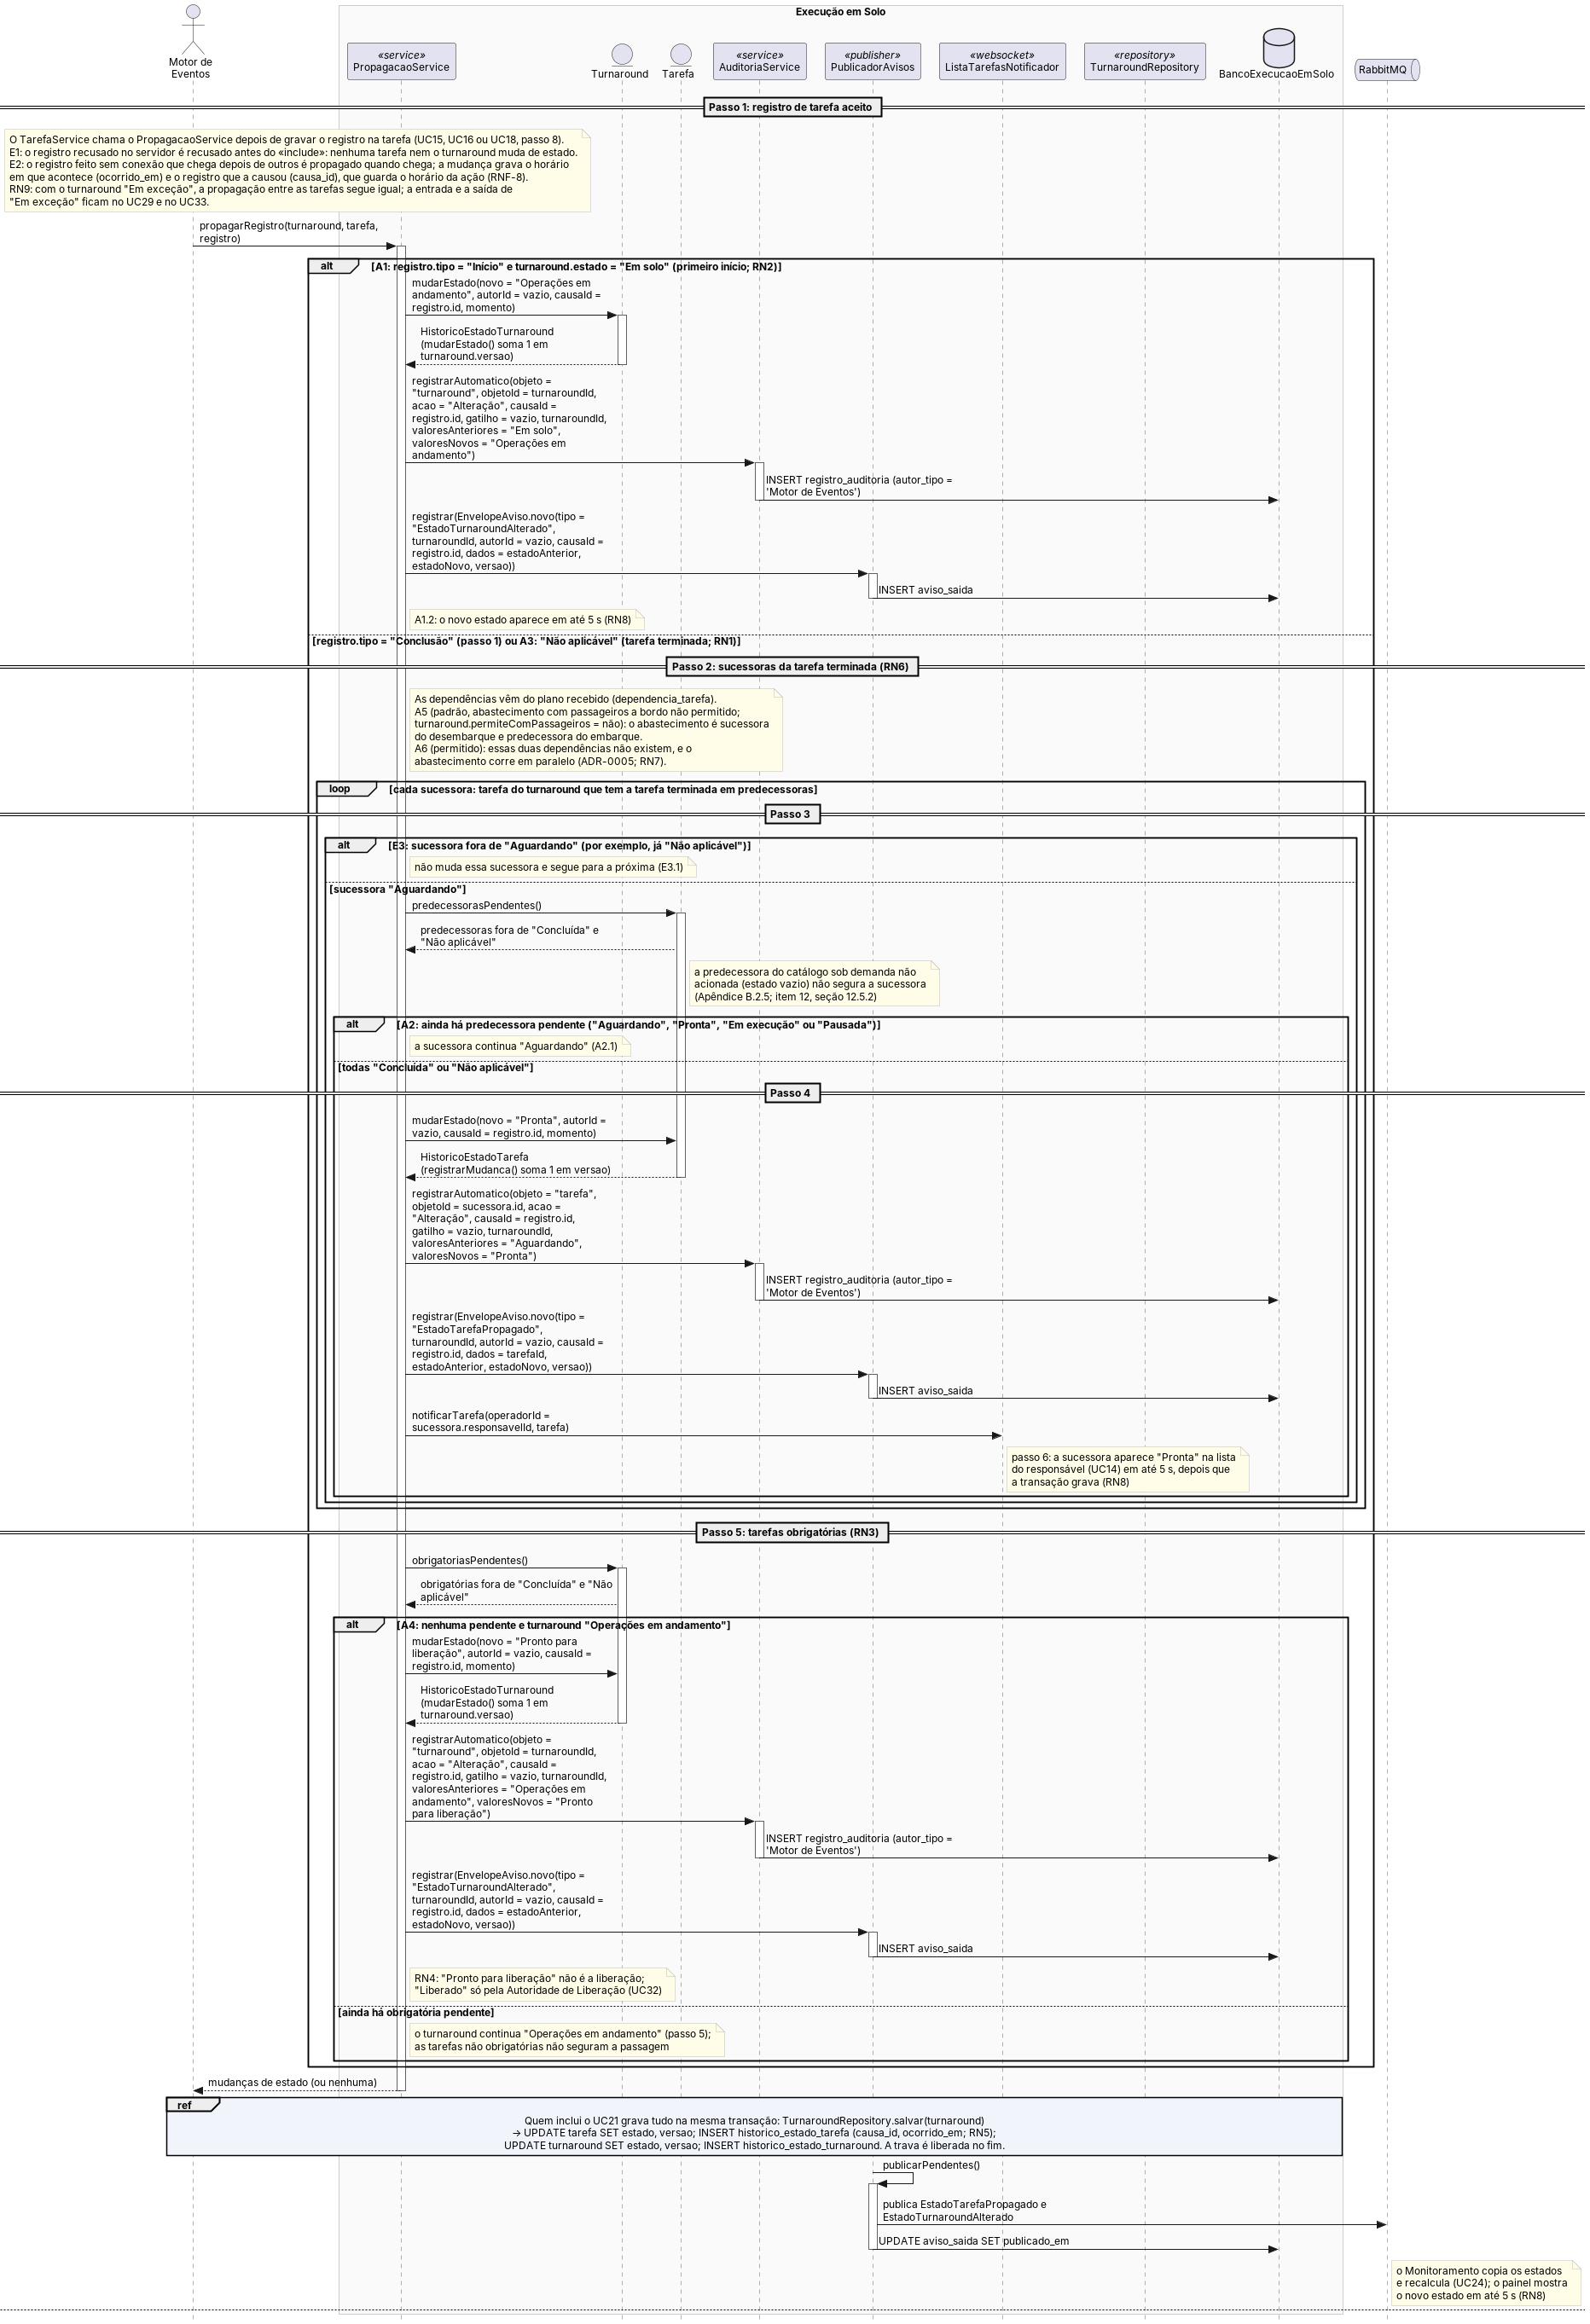 Execução em Solo
Motor de
Eventos
«service»
PropagacaoService
Turnaround
Tarefa
«service»
AuditoriaService
«publisher»
PublicadorAvisos
«websocket»
ListaTarefasNotificador
«repository»
TurnaroundRepository
BancoExecucaoEmSolo
RabbitMQ
Passo 1: registro de tarefa aceito
O TarefaService chama o PropagacaoService depois de gravar o registro na tarefa (UC15, UC16 ou UC18, passo 8).
E1: o registro recusado no servidor é recusado antes do «include»: nenhuma tarefa nem o turnaround muda de estado.
E2: o registro feito sem conexão que chega depois de outros é propagado quando chega; a mudança grava o horário
em que acontece (ocorrido_em) e o registro que a causou (causa_id), que guarda o horário da ação (RNF-8).
RN9: com o turnaround "Em exceção", a propagação entre as tarefas segue igual; a entrada e a saída de
"Em exceção" ficam no UC29 e no UC33.
propagarRegistro(turnaround, tarefa,
registro)
alt
[A1: registro.tipo = "Início" e turnaround.estado = "Em solo" (primeiro início; RN2)]
mudarEstado(novo = "Operações em
andamento", autorId = vazio, causaId =
registro.id, momento)
HistoricoEstadoTurnaround
(mudarEstado() soma 1 em
turnaround.versao)
registrarAutomatico(objeto =
"turnaround", objetoId = turnaroundId,
acao = "Alteração", causaId =
registro.id, gatilho = vazio, turnaroundId,
valoresAnteriores = "Em solo",
valoresNovos = "Operações em
andamento")
INSERT registro_auditoria (autor_tipo =
'Motor de Eventos')
registrar(EnvelopeAviso.novo(tipo =
"EstadoTurnaroundAlterado",
turnaroundId, autorId = vazio, causaId =
registro.id, dados = estadoAnterior,
estadoNovo, versao))
INSERT aviso_saida
A1.2: o novo estado aparece em até 5 s (RN8)
[registro.tipo = "Conclusão" (passo 1) ou A3: "Não aplicável" (tarefa terminada; RN1)]
Passo 2: sucessoras da tarefa terminada (RN6)
As dependências vêm do plano recebido (dependencia_tarefa).
A5 (padrão, abastecimento com passageiros a bordo não permitido;
turnaround.permiteComPassageiros = não): o abastecimento é sucessora
do desembarque e predecessora do embarque.
A6 (permitido): essas duas dependências não existem, e o
abastecimento corre em paralelo (ADR-0005; RN7).
loop
[cada sucessora: tarefa do turnaround que tem a tarefa terminada em predecessoras]
Passo 3
alt
[E3: sucessora fora de "Aguardando" (por exemplo, já "Não aplicável")]
não muda essa sucessora e segue para a próxima (E3.1)
[sucessora "Aguardando"]
predecessorasPendentes()
predecessoras fora de "Concluída" e
"Não aplicável"
a predecessora do catálogo sob demanda não
acionada (estado vazio) não segura a sucessora
(Apêndice B.2.5; item 12, seção 12.5.2)
alt
[A2: ainda há predecessora pendente ("Aguardando", "Pronta", "Em execução" ou "Pausada")]
a sucessora continua "Aguardando" (A2.1)
[todas "Concluída" ou "Não aplicável"]
Passo 4
mudarEstado(novo = "Pronta", autorId =
vazio, causaId = registro.id, momento)
HistoricoEstadoTarefa
(registrarMudanca() soma 1 em versao)
registrarAutomatico(objeto = "tarefa",
objetoId = sucessora.id, acao =
"Alteração", causaId = registro.id,
gatilho = vazio, turnaroundId,
valoresAnteriores = "Aguardando",
valoresNovos = "Pronta")
INSERT registro_auditoria (autor_tipo =
'Motor de Eventos')
registrar(EnvelopeAviso.novo(tipo =
"EstadoTarefaPropagado",
turnaroundId, autorId = vazio, causaId =
registro.id, dados = tarefaId,
estadoAnterior, estadoNovo, versao))
INSERT aviso_saida
notificarTarefa(operadorId =
sucessora.responsavelId, tarefa)
passo 6: a sucessora aparece "Pronta" na lista
do responsável (UC14) em até 5 s, depois que
a transação grava (RN8)
Passo 5: tarefas obrigatórias (RN3)
obrigatoriasPendentes()
obrigatórias fora de "Concluída" e "Não
aplicável"
alt
[A4: nenhuma pendente e turnaround "Operações em andamento"]
mudarEstado(novo = "Pronto para
liberação", autorId = vazio, causaId =
registro.id, momento)
HistoricoEstadoTurnaround
(mudarEstado() soma 1 em
turnaround.versao)
registrarAutomatico(objeto =
"turnaround", objetoId = turnaroundId,
acao = "Alteração", causaId =
registro.id, gatilho = vazio, turnaroundId,
valoresAnteriores = "Operações em
andamento", valoresNovos = "Pronto
para liberação")
INSERT registro_auditoria (autor_tipo =
'Motor de Eventos')
registrar(EnvelopeAviso.novo(tipo =
"EstadoTurnaroundAlterado",
turnaroundId, autorId = vazio, causaId =
registro.id, dados = estadoAnterior,
estadoNovo, versao))
INSERT aviso_saida
RN4: "Pronto para liberação" não é a liberação;
"Liberado" só pela Autoridade de Liberação (UC32)
[ainda há obrigatória pendente]
o turnaround continua "Operações em andamento" (passo 5);
as tarefas não obrigatórias não seguram a passagem
mudanças de estado (ou nenhuma)
ref
Quem inclui o UC21 grava tudo na mesma transação: TurnaroundRepository.salvar(turnaround)
→ UPDATE tarefa SET estado, versao; INSERT historico_estado_tarefa (causa_id, ocorrido_em; RN5);
UPDATE turnaround SET estado, versao; INSERT historico_estado_turnaround. A trava é liberada no fim.
publicarPendentes()
publica EstadoTarefaPropagado e
EstadoTurnaroundAlterado
UPDATE aviso_saida SET publicado_em
o Monitoramento copia os estados
e recalcula (UC24); o painel mostra
o novo estado em até 5 s (RN8)